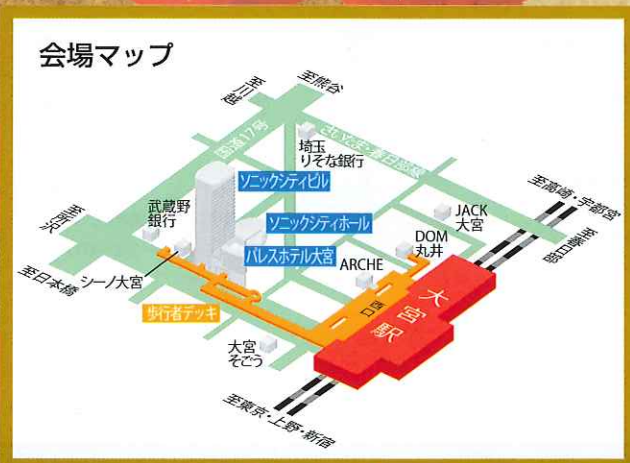 会場マップ
至川越
至熊谷
国道17号
さいたま・春日部線
埼玉
りそな銀行
ソニックシティビル
至高崎・宇都宮
至所沢
武蔵野
銀行
ソニックシティホール
JACK
大宮
至春日部
DOM
丸井
パレスホテル大宮
ARCHE
至日本橋
シーノ大宮
西口
大宮駅
歩行者デッキ
大宮
そごう
至東京・上野・新宿